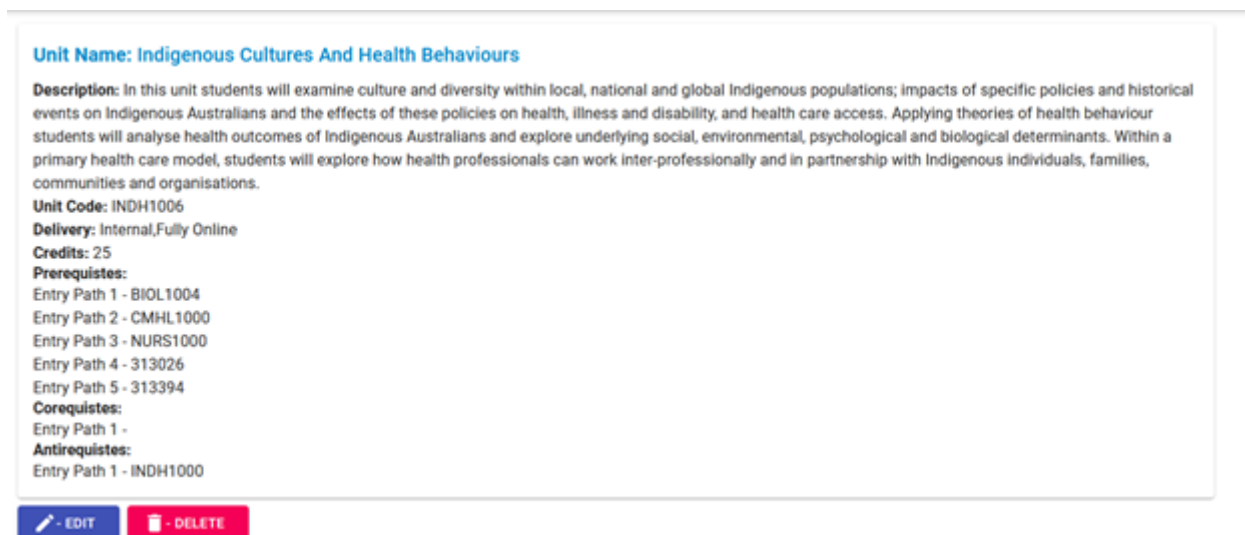 Unit Name: Indigenous Cultures And Health Behaviours
Description: In this unit students will examine culture and diversity within local, national and global Indigenous populations; impacts of specific policies and historical
events on Indigenous Australians and the effects of these policies on health, illness and disability, and health care access. Applying theories of health behaviour
students will analyse health outcomes of Indigenous Australians and explore underlying social, environmental, psychological and biological determinants. Within a
primary health care model, students will explore how health professionals can work inter-professionally and in partnership with Indigenous individuals, families,
communities and organisations.
Unit Code: INDH1006
Delivery: Internal,Fully Online
Credits: 25
Prerequistes:
Entry Path 1 - BIOL1004
Entry Path 2 - CMHL1000
Entry Path 3 - NURS1000
Entry Path 4 - 313026
Entry Path 5 - 313394
Corequistes:
Entry Path 1 -
Antirequistes:
Entry Path 1 - INDH1000
- EDIT - DELETE